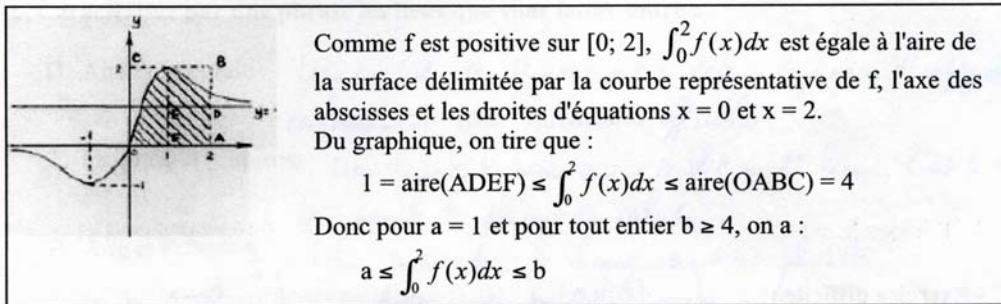 y
C
B
E
D
F
A
2
Comme f est positive sur [0; 2], ∫₀² f(x)dx est égale à l'aire de
la surface délimitée par la courbe représentative de f, l'axe des
abscisses et les droites d'équations x = 0 et x = 2.
Du graphique, on tire que :
1 = aire(ADEF) ≤ ∫₀² f(x)dx ≤ aire(OABC) = 4
Donc pour a = 1 et pour tout entier b ≥ 4, on a :
a ≤ ∫₀² f(x)dx ≤ b